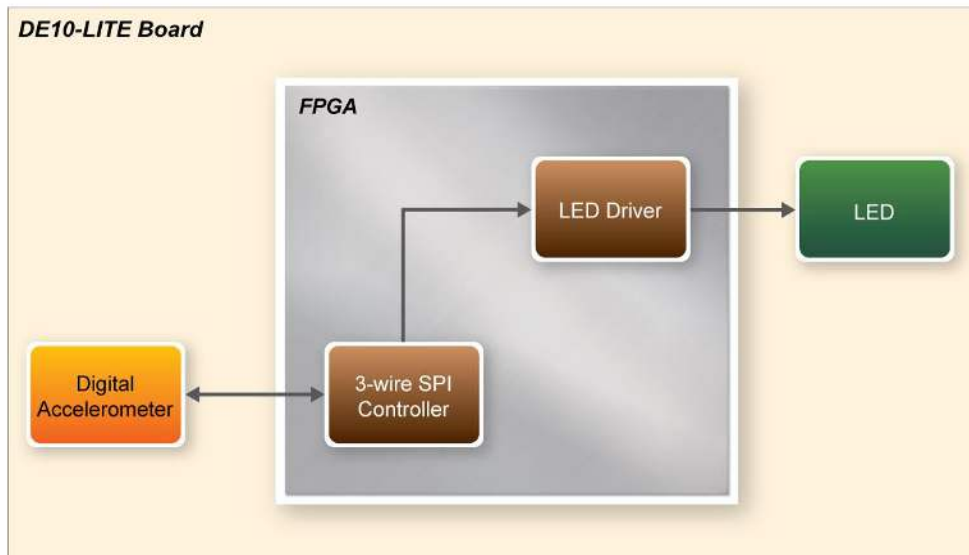 DE10-LITE Board
FPGA
LED Driver
LED
Digital
Accelerometer
3-wire SPI
Controller